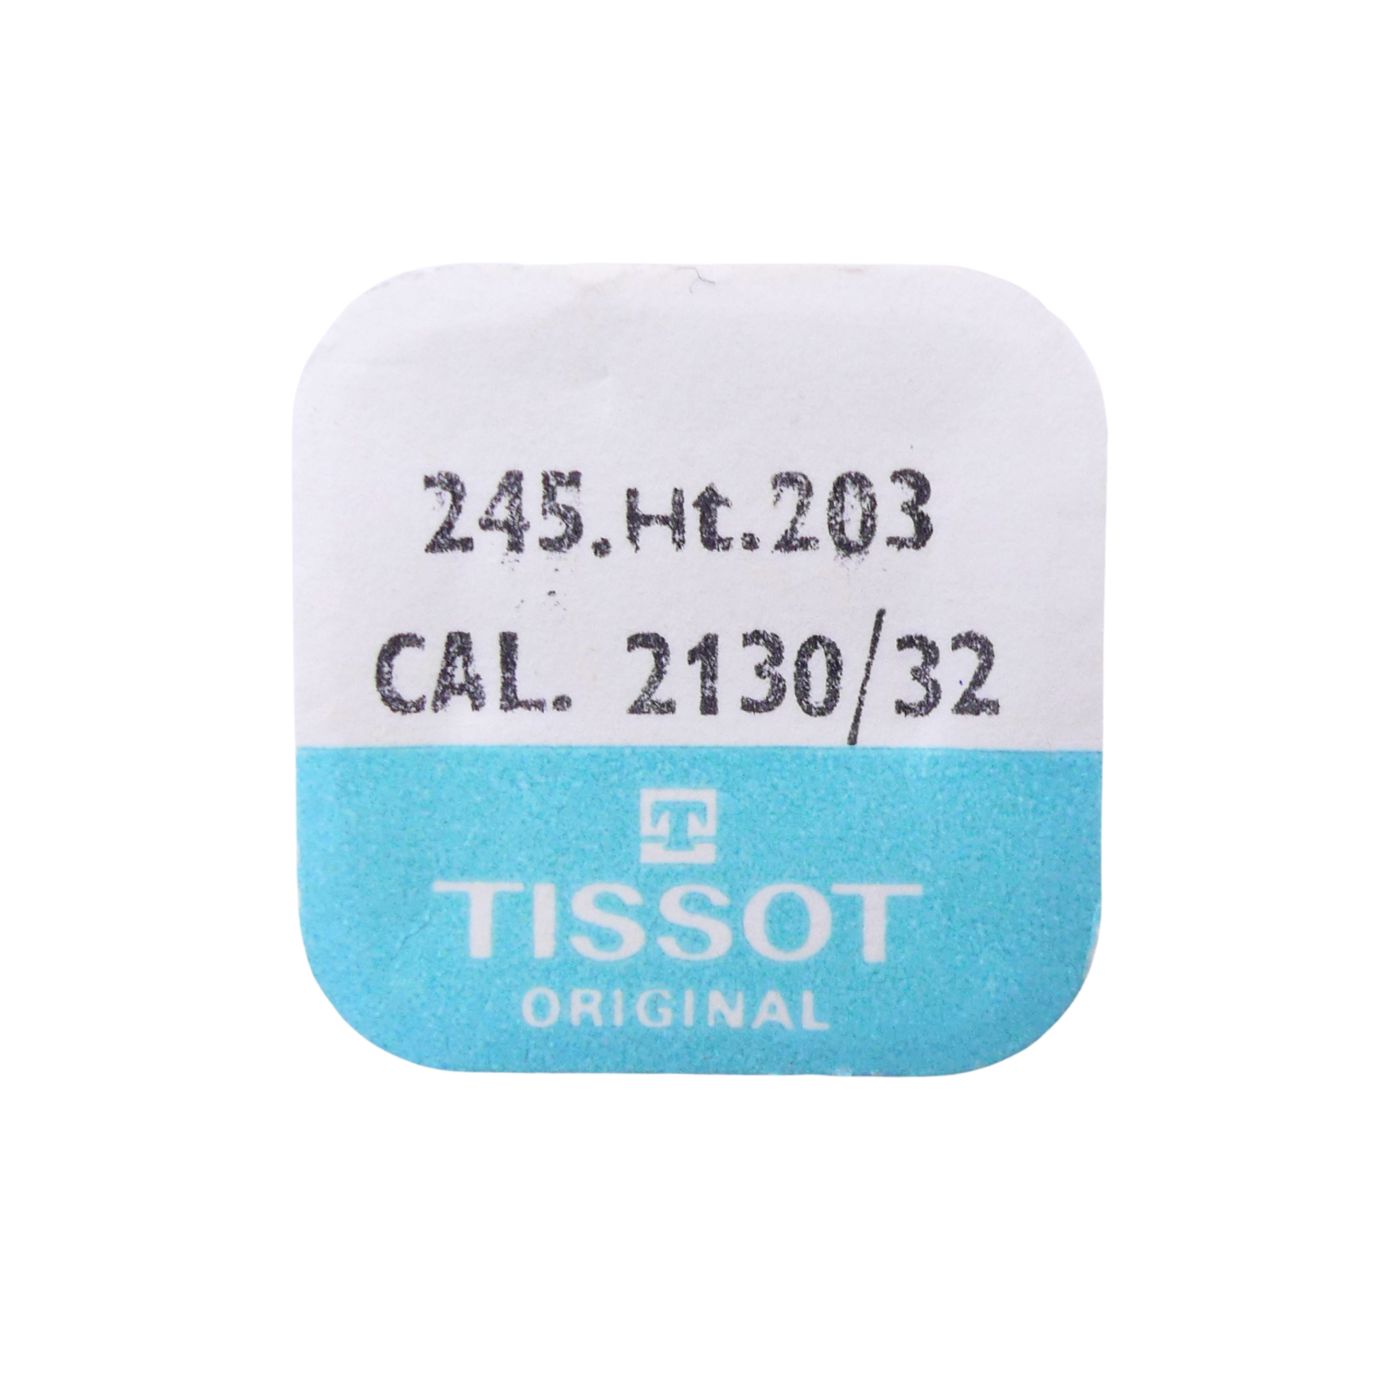 245.Ht.203
CAL. 2130/32
T
TISSOT
ORIGINAL